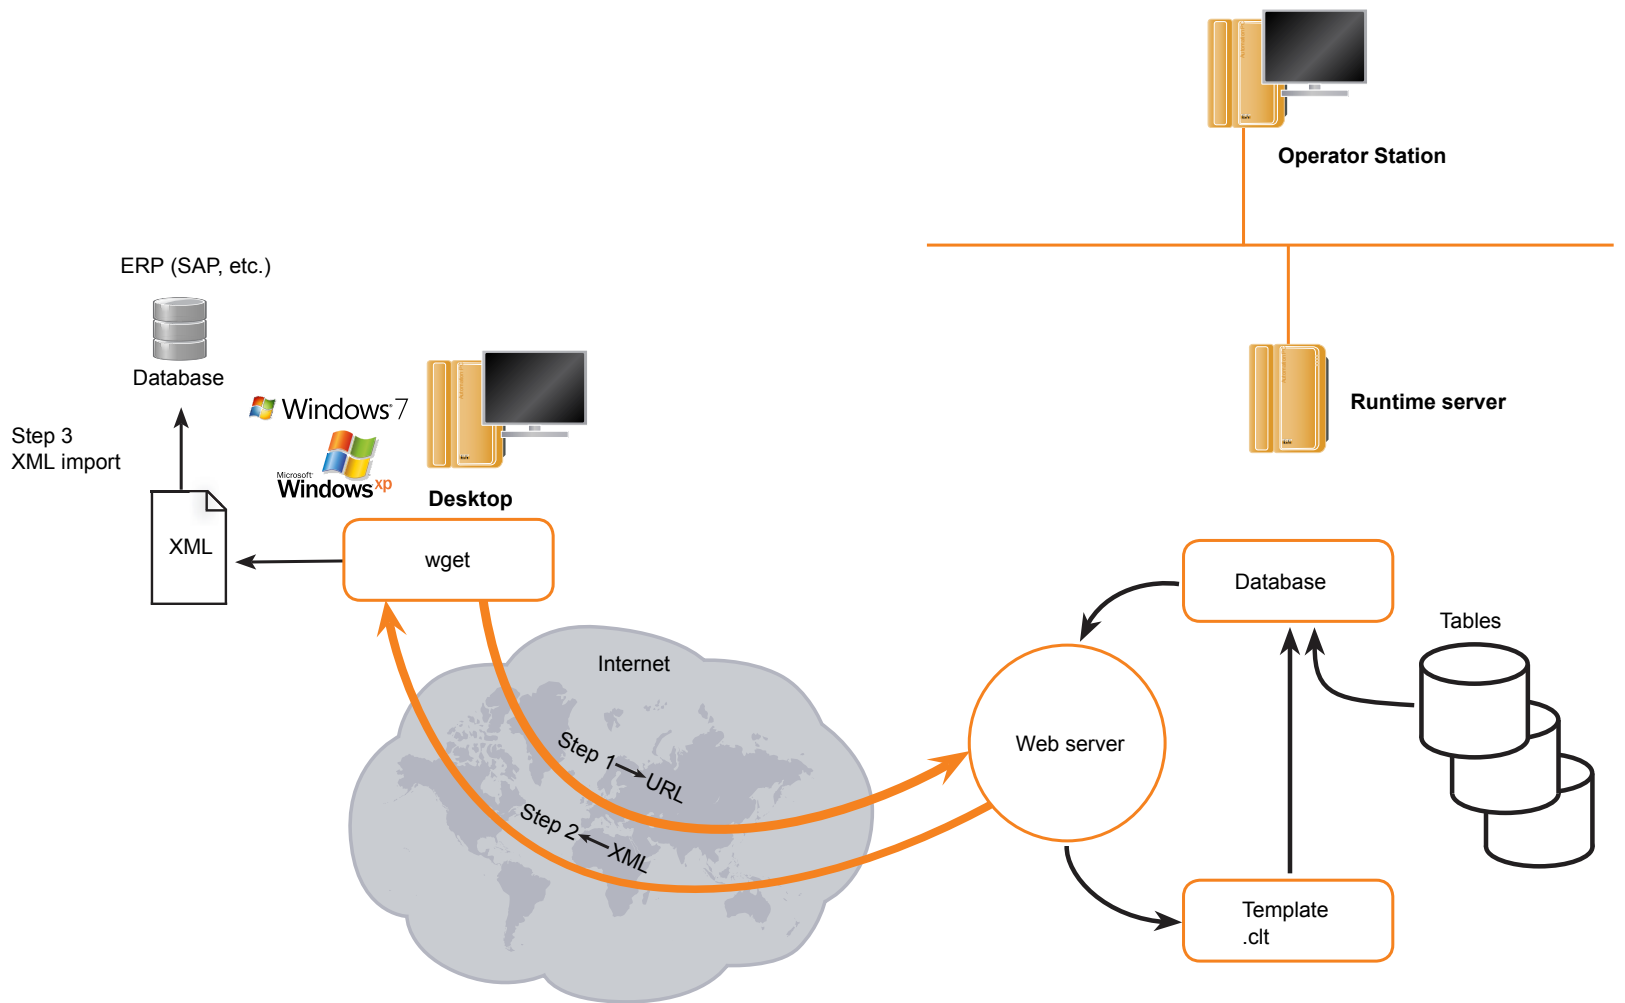 Operator Station
ERP (SAP, etc.)
Database
Runtime server
Windows 7
Step 3
XML import
Microsoft
Windows xp
Desktop
XML
wget
Database
Tables
Internet
Step 1
URL
Web server
Step 2
XML
Template
.clt